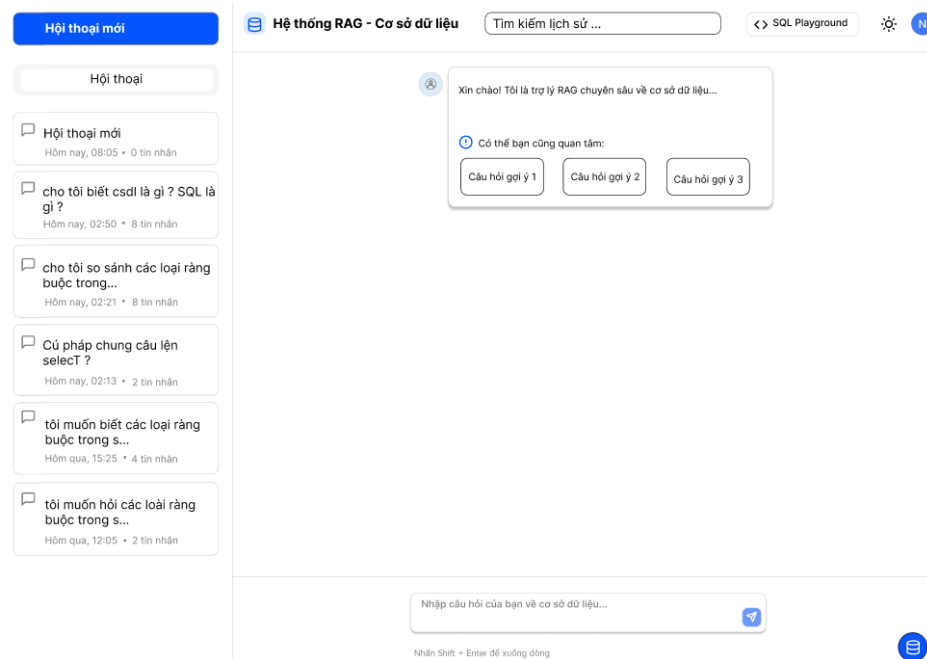 Hội thoại mới
Hội thoại
Hội thoại mới
Hôm nay, 08:05 • 0 tin nhắn
cho tôi biết csdl là gì ? SQL là
gì ?
Hôm nay, 02:50 • 8 tin nhắn
cho tôi so sánh các loại ràng
buộc trong...
Hôm nay, 02:21 • 8 tin nhắn
Cú pháp chung câu lện
selecT ?
Hôm nay, 02:13 • 2 tin nhắn
tôi muốn biết các loại ràng
buộc trong s...
Hôm qua, 15:25 • 4 tin nhắn
tôi muốn hỏi các loài ràng
buộc trong s...
Hôm qua, 12:05 • 2 tin nhắn
Hệ thống RAG - Cơ sở dữ liệu
Tìm kiếm lịch sử ...
SQL Playground
N
Xin chào! Tôi là trợ lý RAG chuyên sâu về cơ sở dữ liệu...
Có thể bạn cũng quan tâm:
Câu hỏi gợi ý 1
Câu hỏi gợi ý 2
Câu hỏi gợi ý 3
Nhập câu hỏi của bạn về cơ sở dữ liệu...
Nhấn Shift + Enter để xuống dòng